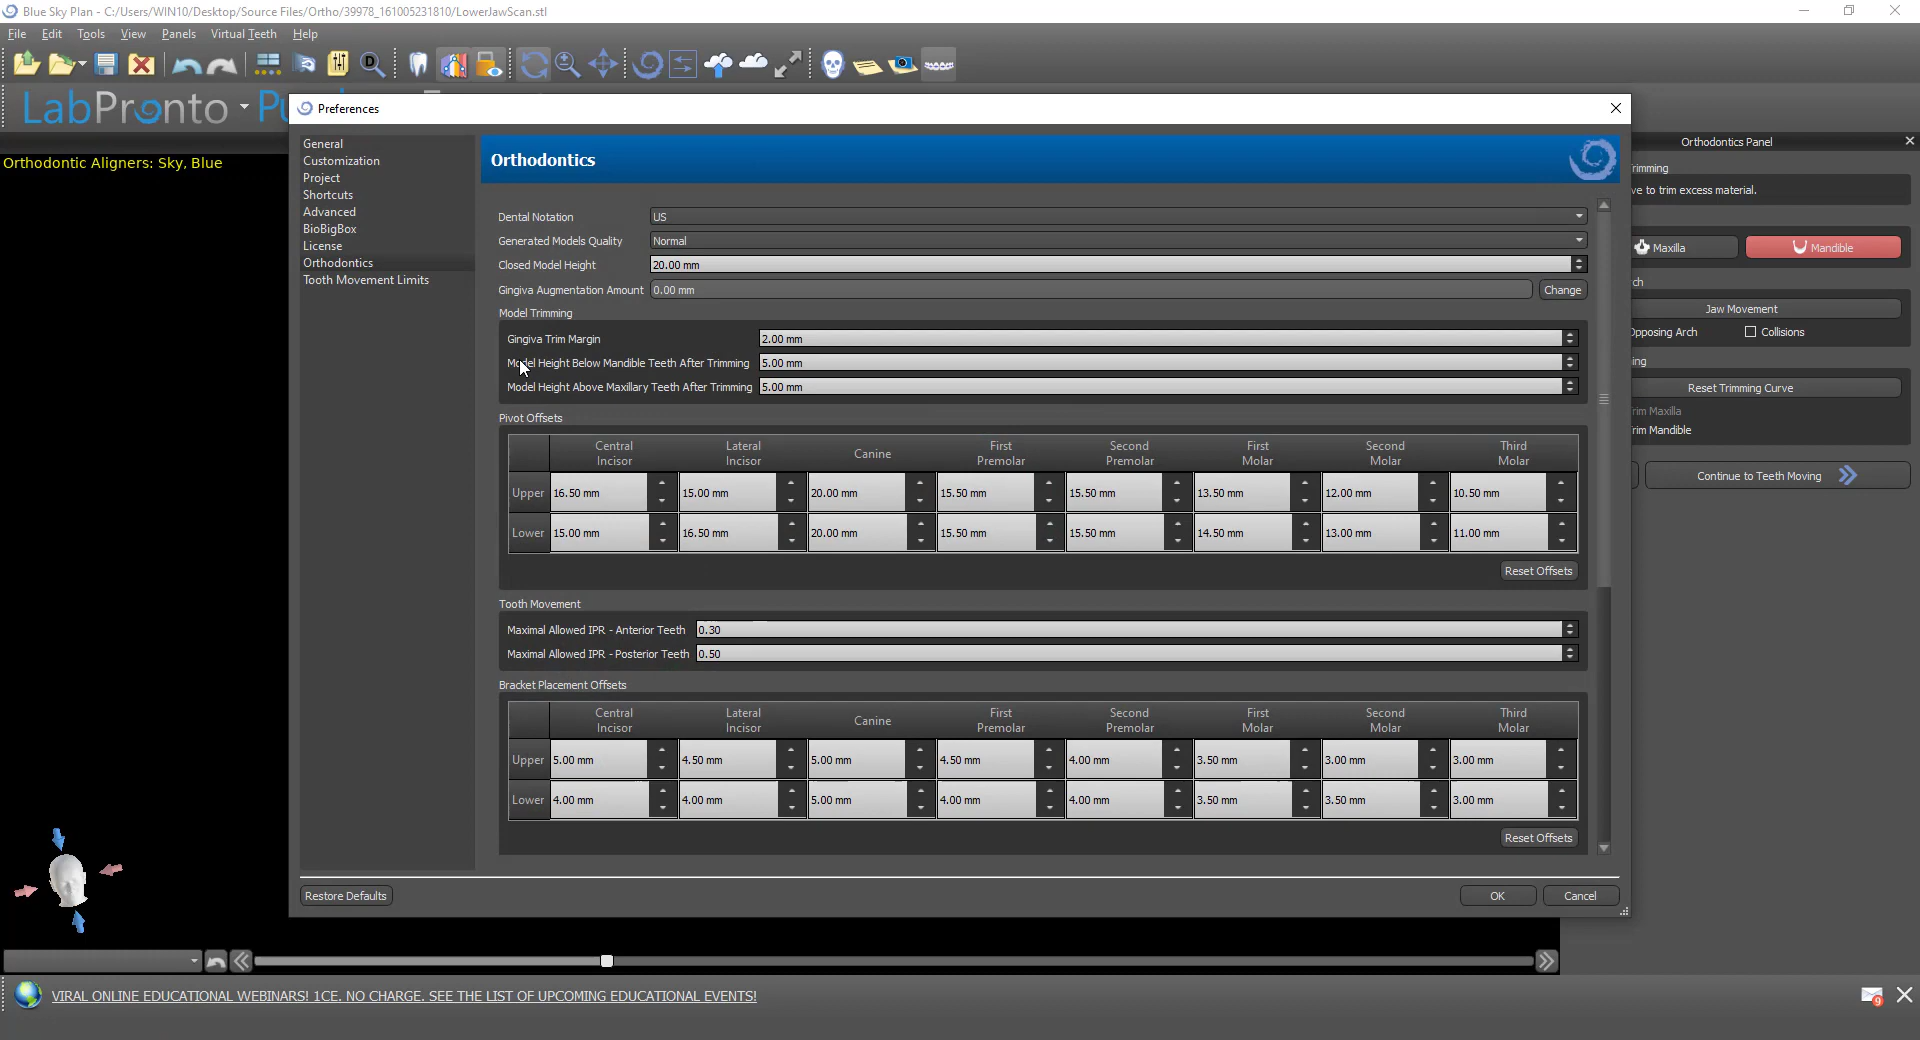 Blue Sky Plan - C:/Users/WIN10/Desktop/Source Files/Ortho/39978_161005231810/LowerJawScan.stl
File Edit Tools View Panels Virtual Teeth Help
LabPronto
Preferences
Orthodontics Panel
General
Customization
Project
Shortcuts
Advanced
BioBigBox
License
Orthodontics
Tooth Movement Limits
Orthodontic Aligners: Sky, Blue
Orthodontics
Dental Notation US
Generated Models Quality Normal
Closed Model Height 20.00 mm
Gingiva Augmentation Amount 0.00 mm Change
Model Trimming
Gingiva Trim Margin 2.00 mm
Model Height Below Mandible Teeth After Trimming 5.00 mm
Model Height Above Maxillary Teeth After Trimming 5.00 mm
Pivot Offsets
Central Incisor Lateral Incisor Canine First Premolar Second Premolar First Molar Second Molar Third Molar
Upper 16.50 mm 15.00 mm 20.00 mm 15.50 mm 15.50 mm 13.50 mm 12.00 mm 10.50 mm
Lower 15.00 mm 16.50 mm 20.00 mm 15.50 mm 15.50 mm 14.50 mm 13.00 mm 11.00 mm
Reset Offsets
Tooth Movement
Maximal Allowed IPR - Anterior Teeth 0.30
Maximal Allowed IPR - Posterior Teeth 0.50
Bracket Placement Offsets
Central Incisor Lateral Incisor Canine First Premolar Second Premolar First Molar Second Molar Third Molar
Upper 5.00 mm 4.50 mm 5.00 mm 4.50 mm 4.00 mm 3.50 mm 3.00 mm 3.00 mm
Lower 4.00 mm 4.00 mm 5.00 mm 4.00 mm 4.00 mm 3.50 mm 3.50 mm 3.00 mm
Reset Offsets
Restore Defaults OK Cancel
ve to trim excess material.
Maxilla Mandible
Jaw Movement
Opposing Arch Collisions
Reset Trimming Curve
rim Maxilla
rim Mandible
Continue to Teeth Moving
VIRAL ONLINE EDUCATIONAL WEBINARS! 1CE. NO CHARGE. SEE THE LIST OF UPCOMING EDUCATIONAL EVENTS!
9